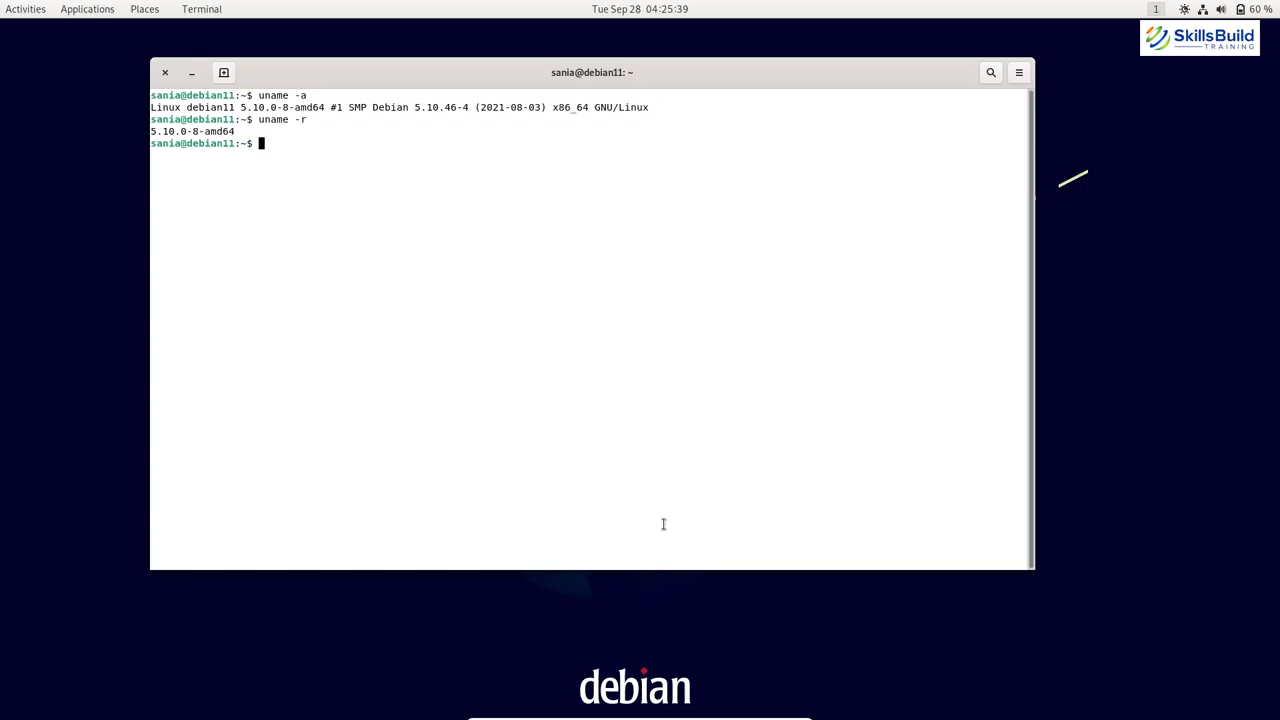 Activities Applications Places Terminal Tue Sep 28 04:25:39 1 60 %
SkillsBuild
TRAINING
sania@debian11: ~
sania@debian11:~$ uname -a
Linux debian11 5.10.0-8-amd64 #1 SMP Debian 5.10.46-4 (2021-08-03) x86_64 GNU/Linux
sania@debian11:~$ uname -r
5.10.0-8-amd64
sania@debian11:~$
debian